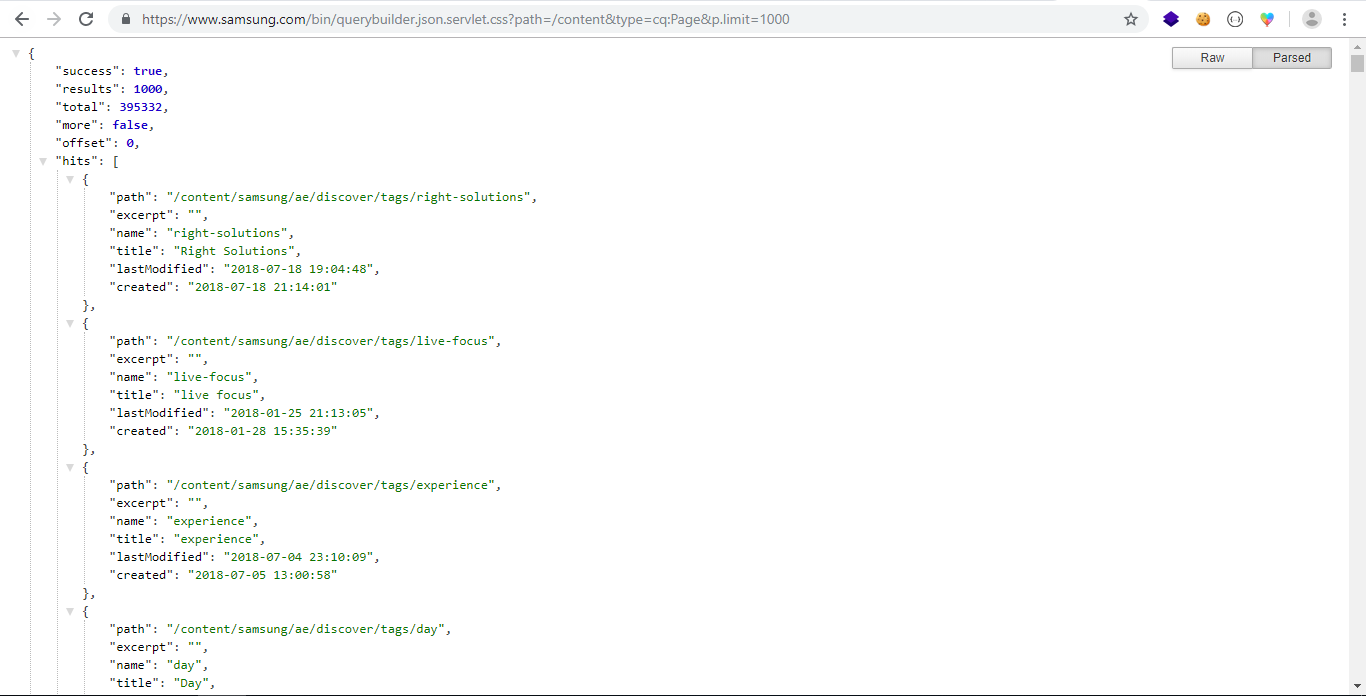 https://www.samsung.com/bin/querybuilder.json.servlet.css?path=/content&type=cq:Page&p.limit=1000
Raw Parsed
{
"success": true,
"results": 1000,
"total": 395332,
"more": false,
"offset": 0,
"hits": [
{
"path": "/content/samsung/ae/discover/tags/right-solutions",
"excerpt": "",
"name": "right-solutions",
"title": "Right Solutions",
"lastModified": "2018-07-18 19:04:48",
"created": "2018-07-18 21:14:01"
},
{
"path": "/content/samsung/ae/discover/tags/live-focus",
"excerpt": "",
"name": "live-focus",
"title": "live focus",
"lastModified": "2018-01-25 21:13:05",
"created": "2018-01-28 15:35:39"
},
{
"path": "/content/samsung/ae/discover/tags/experience",
"excerpt": "",
"name": "experience",
"title": "experience",
"lastModified": "2018-07-04 23:10:09",
"created": "2018-07-05 13:00:58"
},
{
"path": "/content/samsung/ae/discover/tags/day",
"excerpt": "",
"name": "day",
"title": "Day",